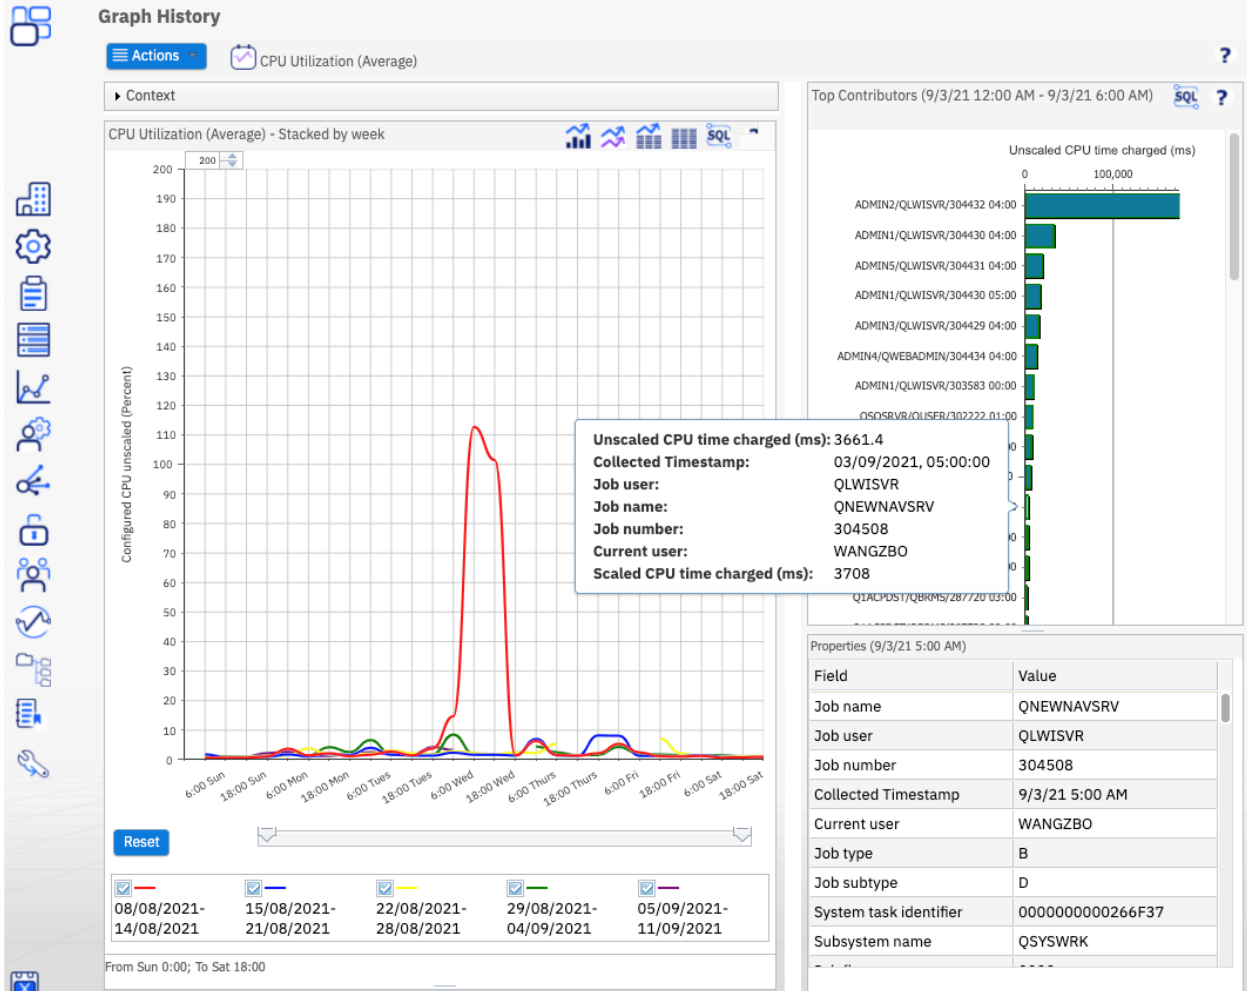 Graph History
Actions
CPU Utilization (Average)
?
Context
CPU Utilization (Average) - Stacked by week
SQL
200
200
190
180
170
160
150
140
130
120
110
100
90
80
70
60
50
40
30
20
10
0
Configured CPU unscaled (Percent)
6:00 Sun
18:00 Sun
6:00 Mon
18:00 Mon
6:00 Tues
18:00 Tues
6:00 Wed
18:00 Wed
6:00 Thurs
18:00 Thurs
6:00 Fri
18:00 Fri
6:00 Sat
18:00 Sat
Reset
08/08/2021-
14/08/2021
15/08/2021-
21/08/2021
22/08/2021-
28/08/2021
29/08/2021-
04/09/2021
05/09/2021-
11/09/2021
From Sun 0:00; To Sat 18:00
Top Contributors (9/3/21 12:00 AM - 9/3/21 6:00 AM)
SQL
?
Unscaled CPU time charged (ms)
0
100,000
ADMIN2/QLWISVR/304432 04:00
ADMIN1/QLWISVR/304430 04:00
ADMIN5/QLWISVR/304431 04:00
ADMIN1/QLWISVR/304430 05:00
ADMIN3/QLWISVR/304429 04:00
ADMIN4/QWEBADMIN/304434 04:00
ADMIN1/QLWISVR/303583 00:00
QSQSRVR/QUSER/302222 01:00
Unscaled CPU time charged (ms): 3661.4
Collected Timestamp: 03/09/2021, 05:00:00
Job user: QLWISVR
Job name: QNEWNAVSRV
Job number: 304508
Current user: WANGZBO
Scaled CPU time charged (ms): 3708
Q1ACPDST/QBRMS/287720 03:00
Properties (9/3/21 5:00 AM)
Field Value
Job name QNEWNAVSRV
Job user QLWISVR
Job number 304508
Collected Timestamp 9/3/21 5:00 AM
Current user WANGZBO
Job type B
Job subtype D
System task identifier 0000000000266F37
Subsystem name QSYSWRK